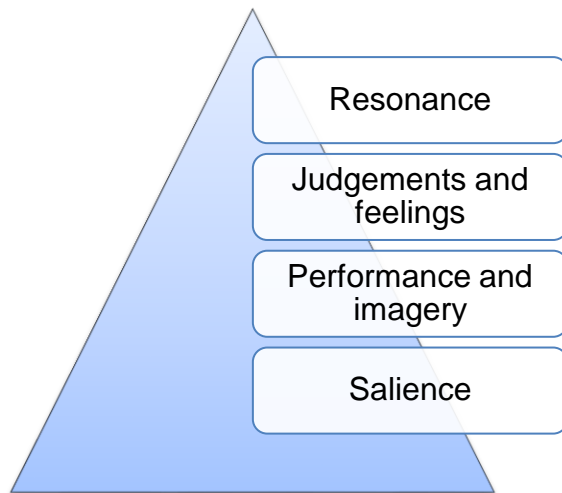 Resonance
Judgements and
feelings
Performance and
imagery
Salience